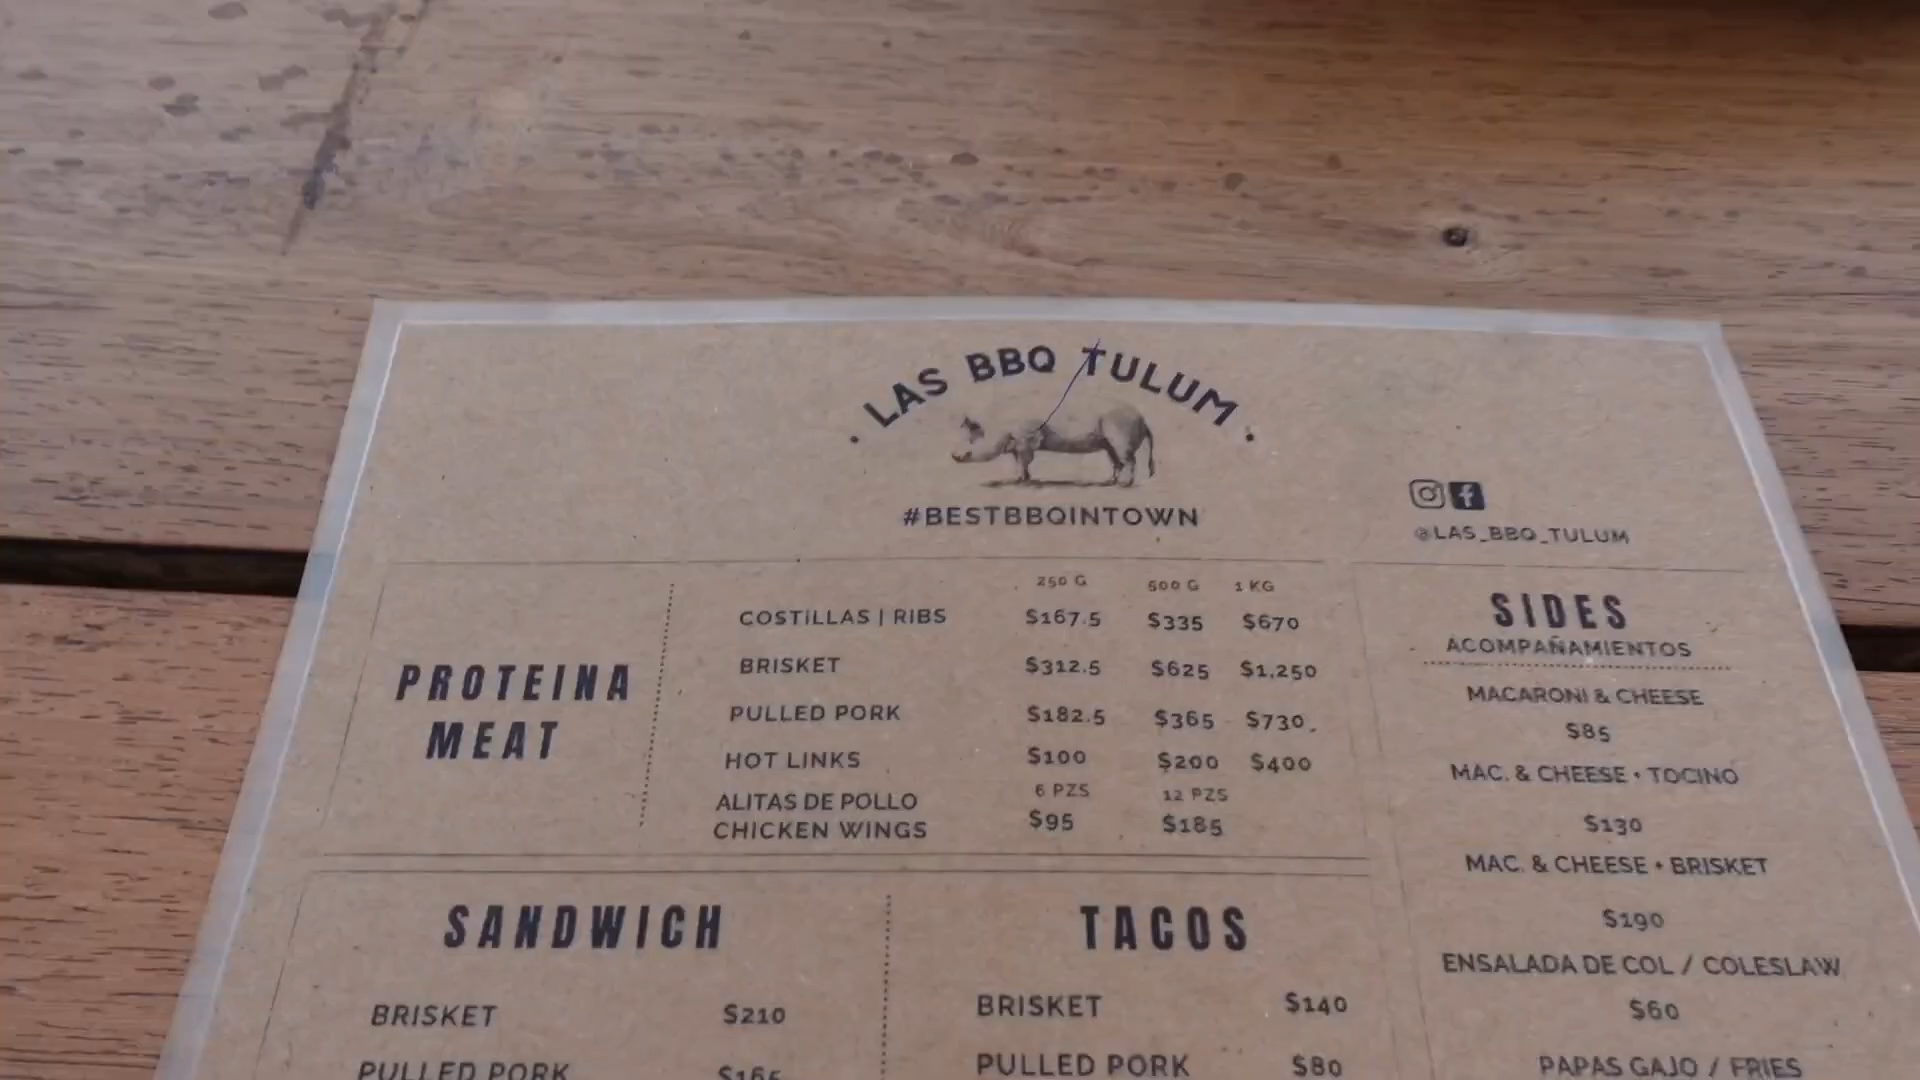 LAS BBQ TULUM
#BESTBBQINTOWN
@LAS_BBQ_TULUM
PROTEINA
MEAT
250 G 500 G 1 KG
COSTILLAS | RIBS $167.5 $335 $670
BRISKET $312.5 $625 $1,250
PULLED PORK $182.5 $365 $730
HOT LINKS $100 $200 $400
6 PZS 12 PZS
ALITAS DE POLLO
CHICKEN WINGS $95 $185
SIDES
ACOMPAÑAMIENTOS
MACARONI & CHEESE
$85
MAC. & CHEESE • TOCINO
$130
MAC. & CHEESE • BRISKET
$190
ENSALADA DE COL / COLESLAW
$60
PAPAS GAJO / FRIES
SANDWICH
BRISKET $210
PULLED PORK $165
TACOS
BRISKET $140
PULLED PORK $80